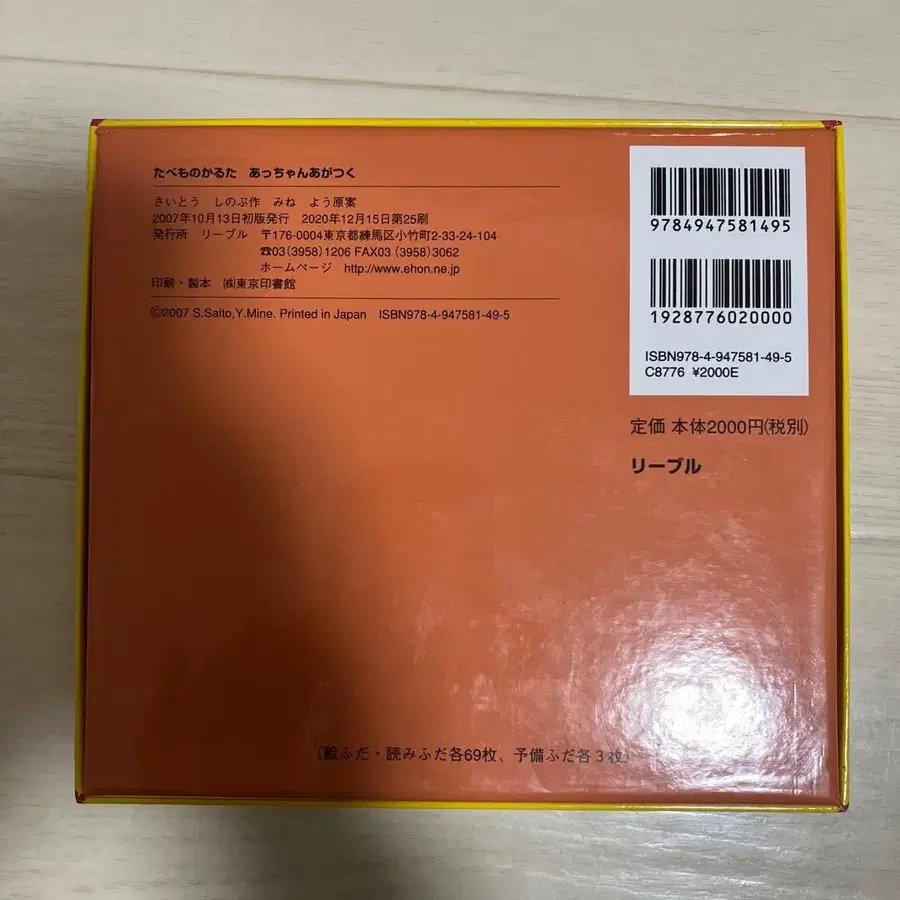 たべものかるた　あっちゃんあがつく
さいとう　しのぶ作　みね　よう原案
2007年10月13日初版発行　2020年12月15日第25刷
発行所　リーブル　〒176-0004東京都練馬区小竹町2-33-24-104
☎03(3958)1206 FAX03(3958)3062
ホームページ　http://www.ehon.ne.jp
印刷・製本　㈱東京印書館
©2007 S.Saito,Y.Mine. Printed in Japan　ISBN978-4-947581-49-5
9784947581495
1928776020000
ISBN978-4-947581-49-5
C8776 ¥2000E
定価 本体2000円(税別)
リーブル
(絵ふだ・読みふだ各69枚、予備ふだ各3枚)